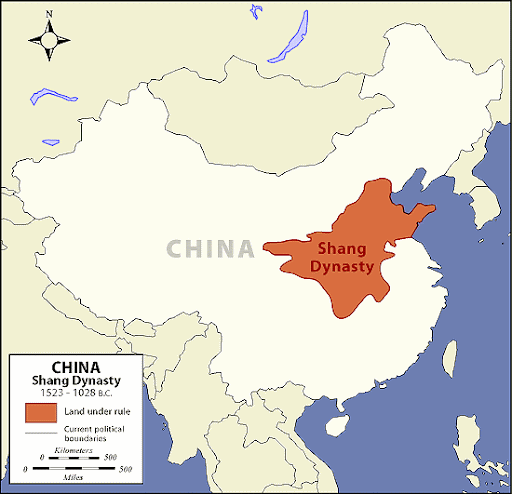 N
CHINA
Shang
Dynasty
CHINA
Shang Dynasty
1523 – 1028 B.C.
Land under rule
Current political
boundaries
Kilometers
0 500
0 500
Miles